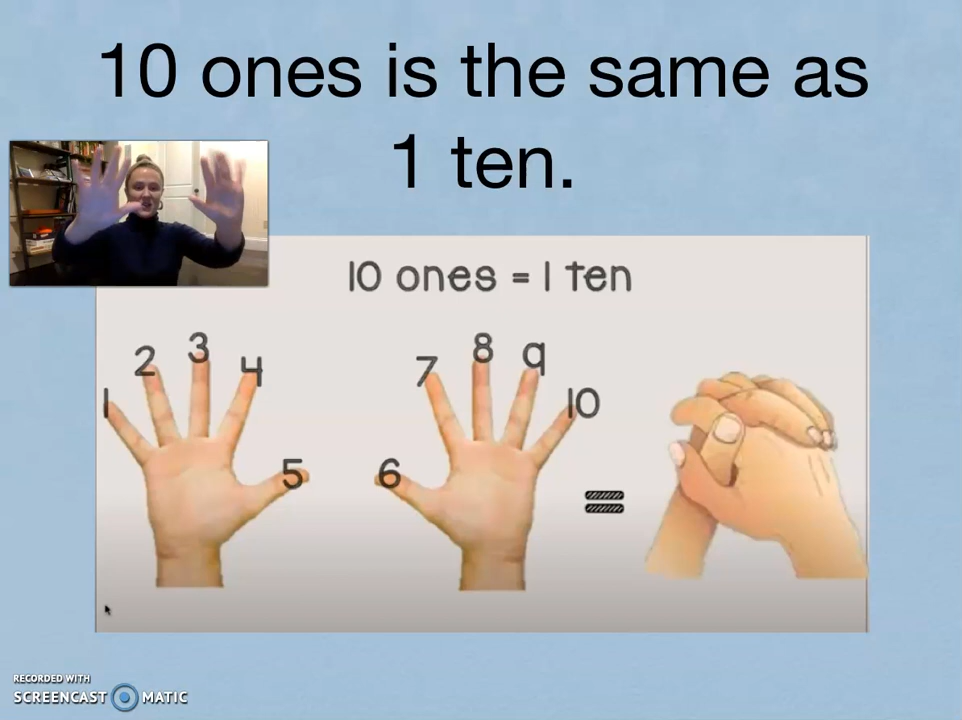 10 ones is the same as
1 ten.
10 ones = 1 ten
1 2 3 4 5 6 7 8 9 10
=
RECORDED WITH
SCREENCAST MATIC